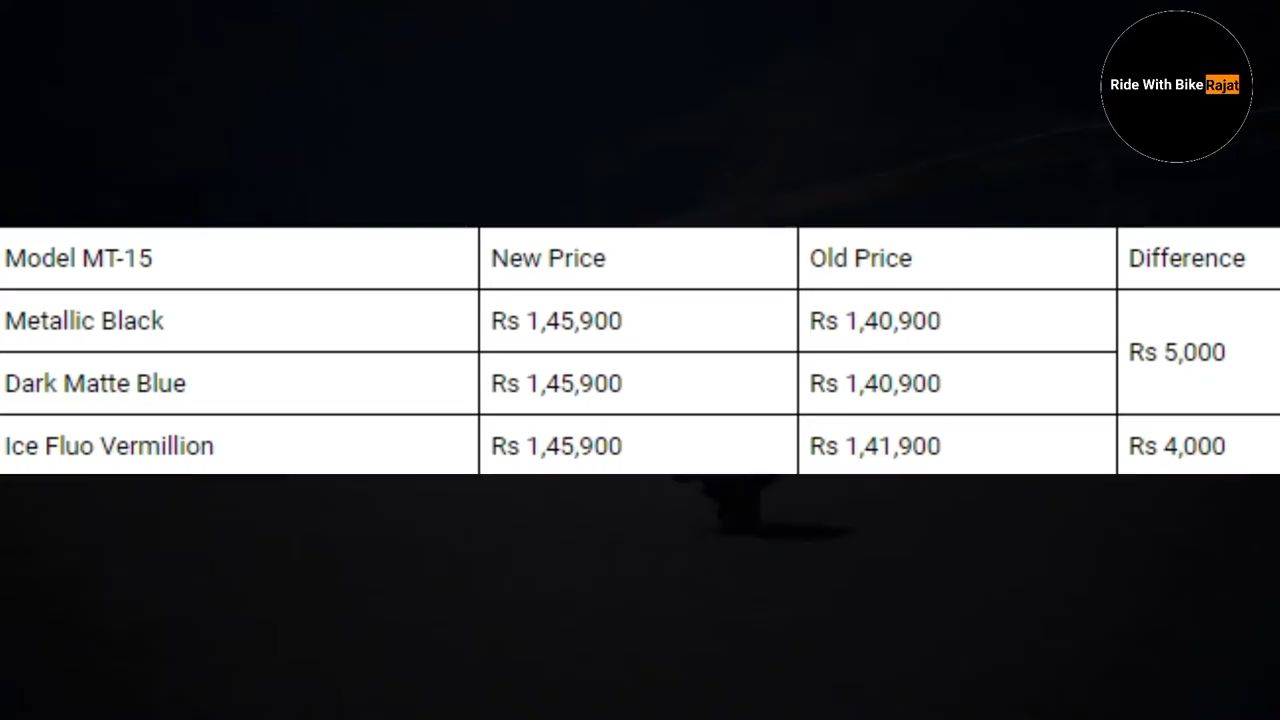 Ride With Bike Rajat
Model MT-15 New Price Old Price Difference
Metallic Black Rs 1,45,900 Rs 1,40,900
Rs 5,000
Dark Matte Blue Rs 1,45,900 Rs 1,40,900
Ice Fluo Vermillion Rs 1,45,900 Rs 1,41,900 Rs 4,000